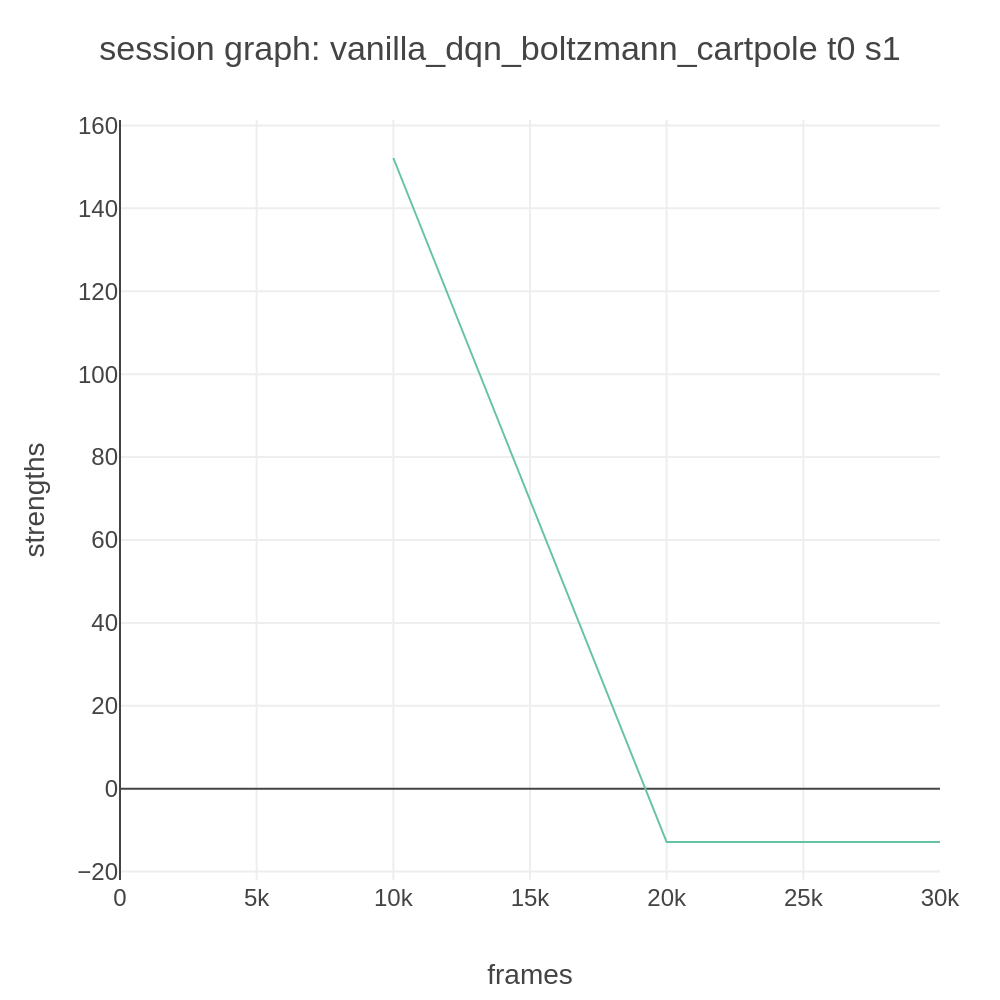 session graph: vanilla_dqn_boltzmann_cartpole t0 s1
160
140
120
100
80
60
40
20
0
−20
strengths
0 5k 10k 15k 20k 25k 30k
frames